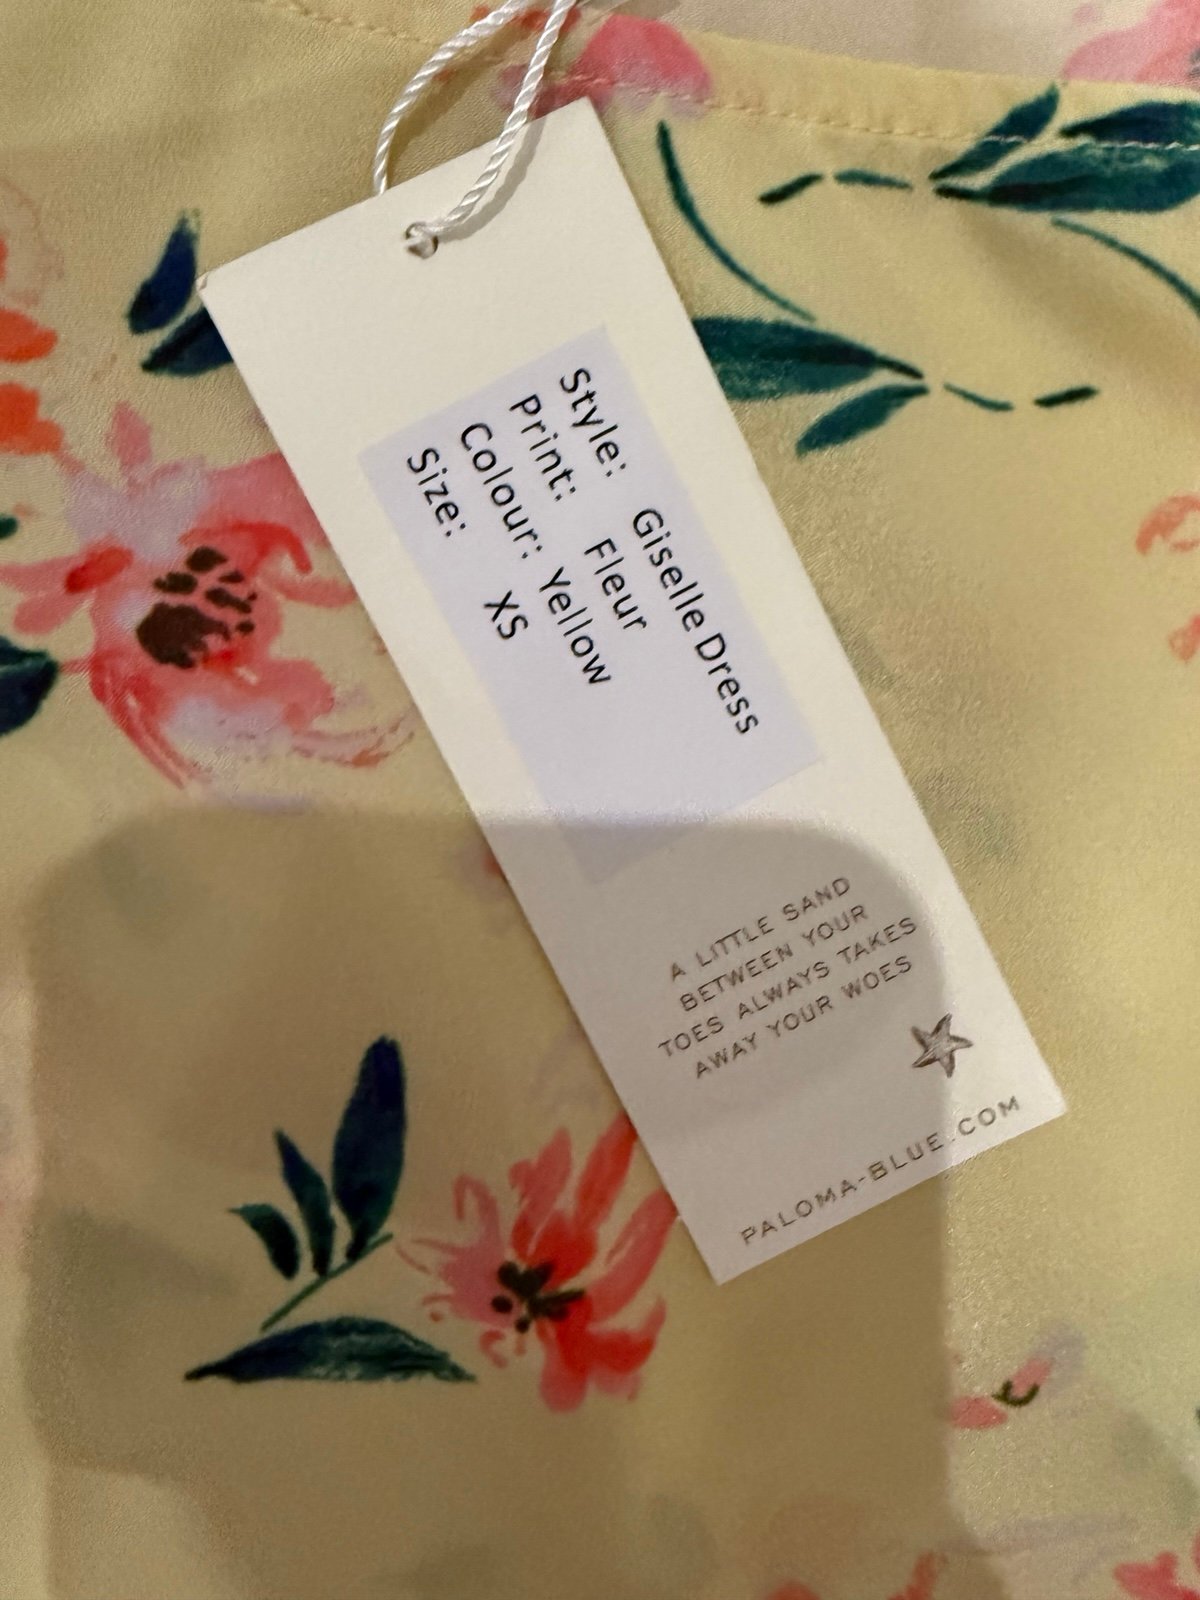 Style: Giselle Dress
Print: Fleur
Colour: Yellow
Size: XS
A LITTLE SAND
BETWEEN YOUR
TOES ALWAYS TAKES
AWAY YOUR WOES
PALOMA-BLUE.COM